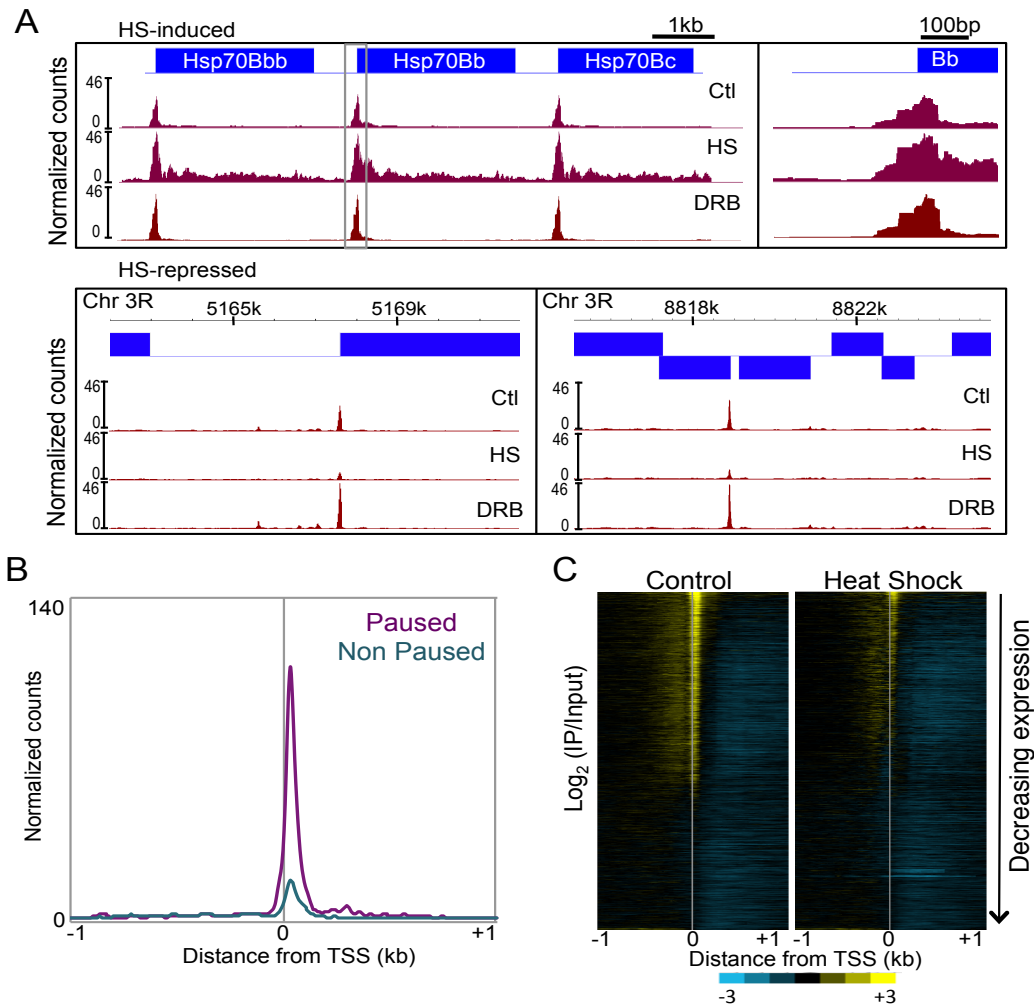 A
HS-induced
1kb
100bp
Hsp70Bbb
Hsp70Bb
Hsp70Bc
Bb
Normalized counts
46
0
Ctl
46
0
HS
46
0
DRB
HS-repressed
Chr 3R
5165k
5169k
Normalized counts
46
0
Ctl
46
0
HS
46
0
DRB
Chr 3R
8818k
8822k
46
0
Ctl
46
0
HS
46
0
DRB
B
140
Paused
Non Paused
Normalized counts
0
-1
0
+1
Distance from TSS (kb)
C
Control
Heat Shock
Log2 (IP/Input)
Decreasing expression
-1
0
+1
-1
0
+1
Distance from TSS (kb)
-3
+3